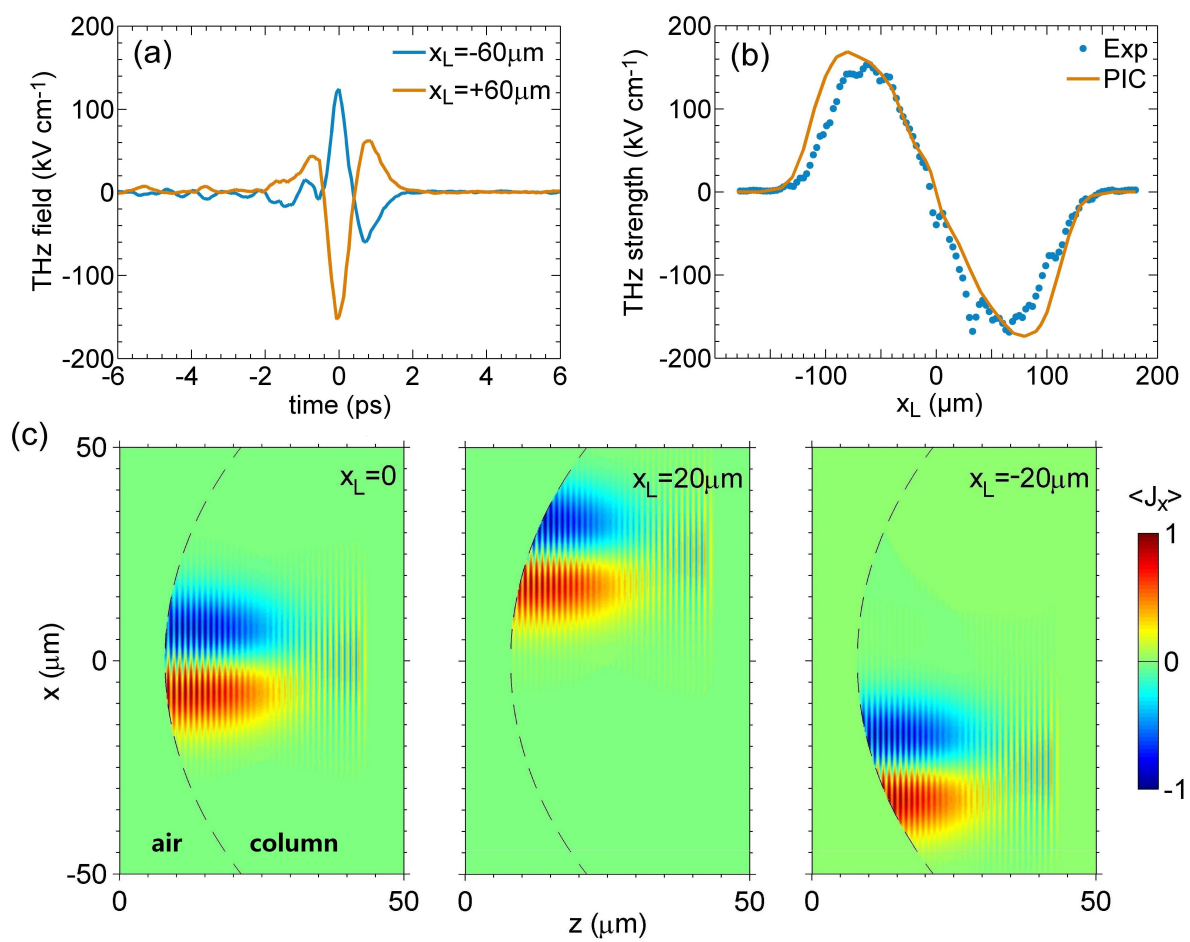 (a)
x_L=-60μm
x_L=+60μm
THz field (kV cm⁻¹)
200
100
0
-100
-200
-6 -4 -2 0 2 4 6
time (ps)
(b)
Exp
PIC
THz strength (kV cm⁻¹)
200
100
0
-100
-200
-100 0 100 200
x_L (μm)
(c)
x_L=0
x_L=20μm
x_L=-20μm
x (μm)
50
0
-50
air column
0 50
0 50
0 50
z (μm)
<J_x>
1
0
-1